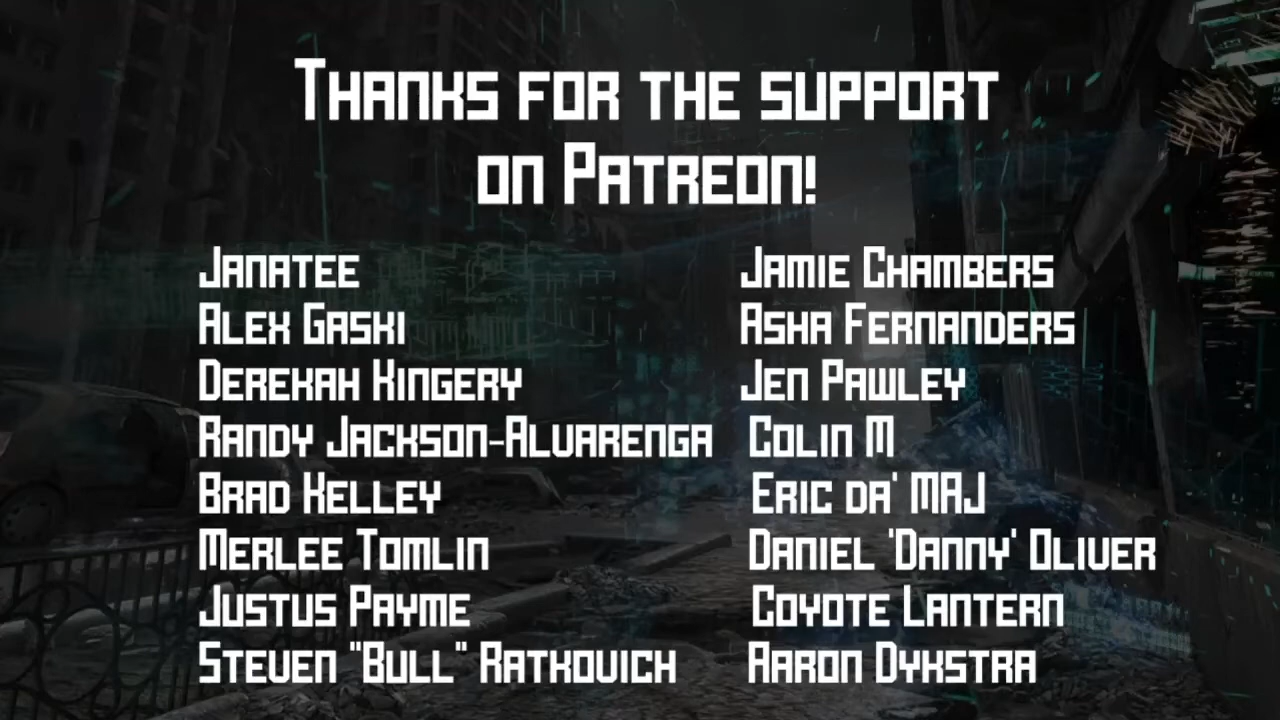 Thanks for the support
on Patreon!
Janatee
Alex Gaski
Derekah Kingery
Randy Jackson-Alvarenga
Brad Kelley
Merlee Tomlin
Justus Payme
Steven "Bull" Ratkovich
Jamie Chambers
Asha Fernanders
Jen Pawley
Colin M
Eric da' MAJ
Daniel 'Danny' Oliver
Coyote Lantern
Aaron Dykstra